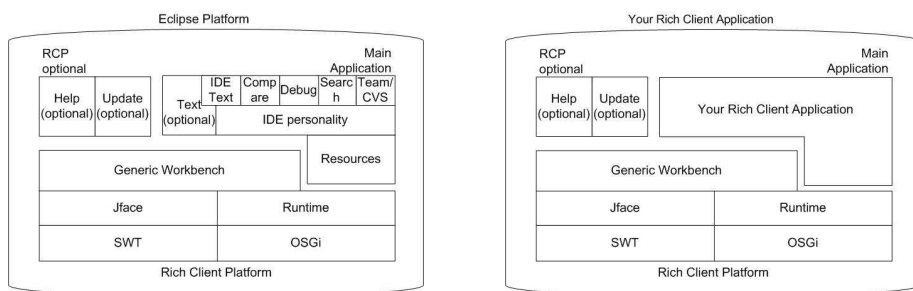 Eclipse Platform
RCP
optional
Main
Application
Help
(optional)
Update
(optional)
Text
(optional)
IDE
Text
Comp
are
Debug
Searc
h
Team/
CVS
IDE personality
Resources
Generic Workbench
Jface
Runtime
SWT
OSGi
Rich Client Platform
Your Rich Client Application
RCP
optional
Main
Application
Help
(optional)
Update
(optional)
Your Rich Client Application
Generic Workbench
Jface
Runtime
SWT
OSGi
Rich Client Platform